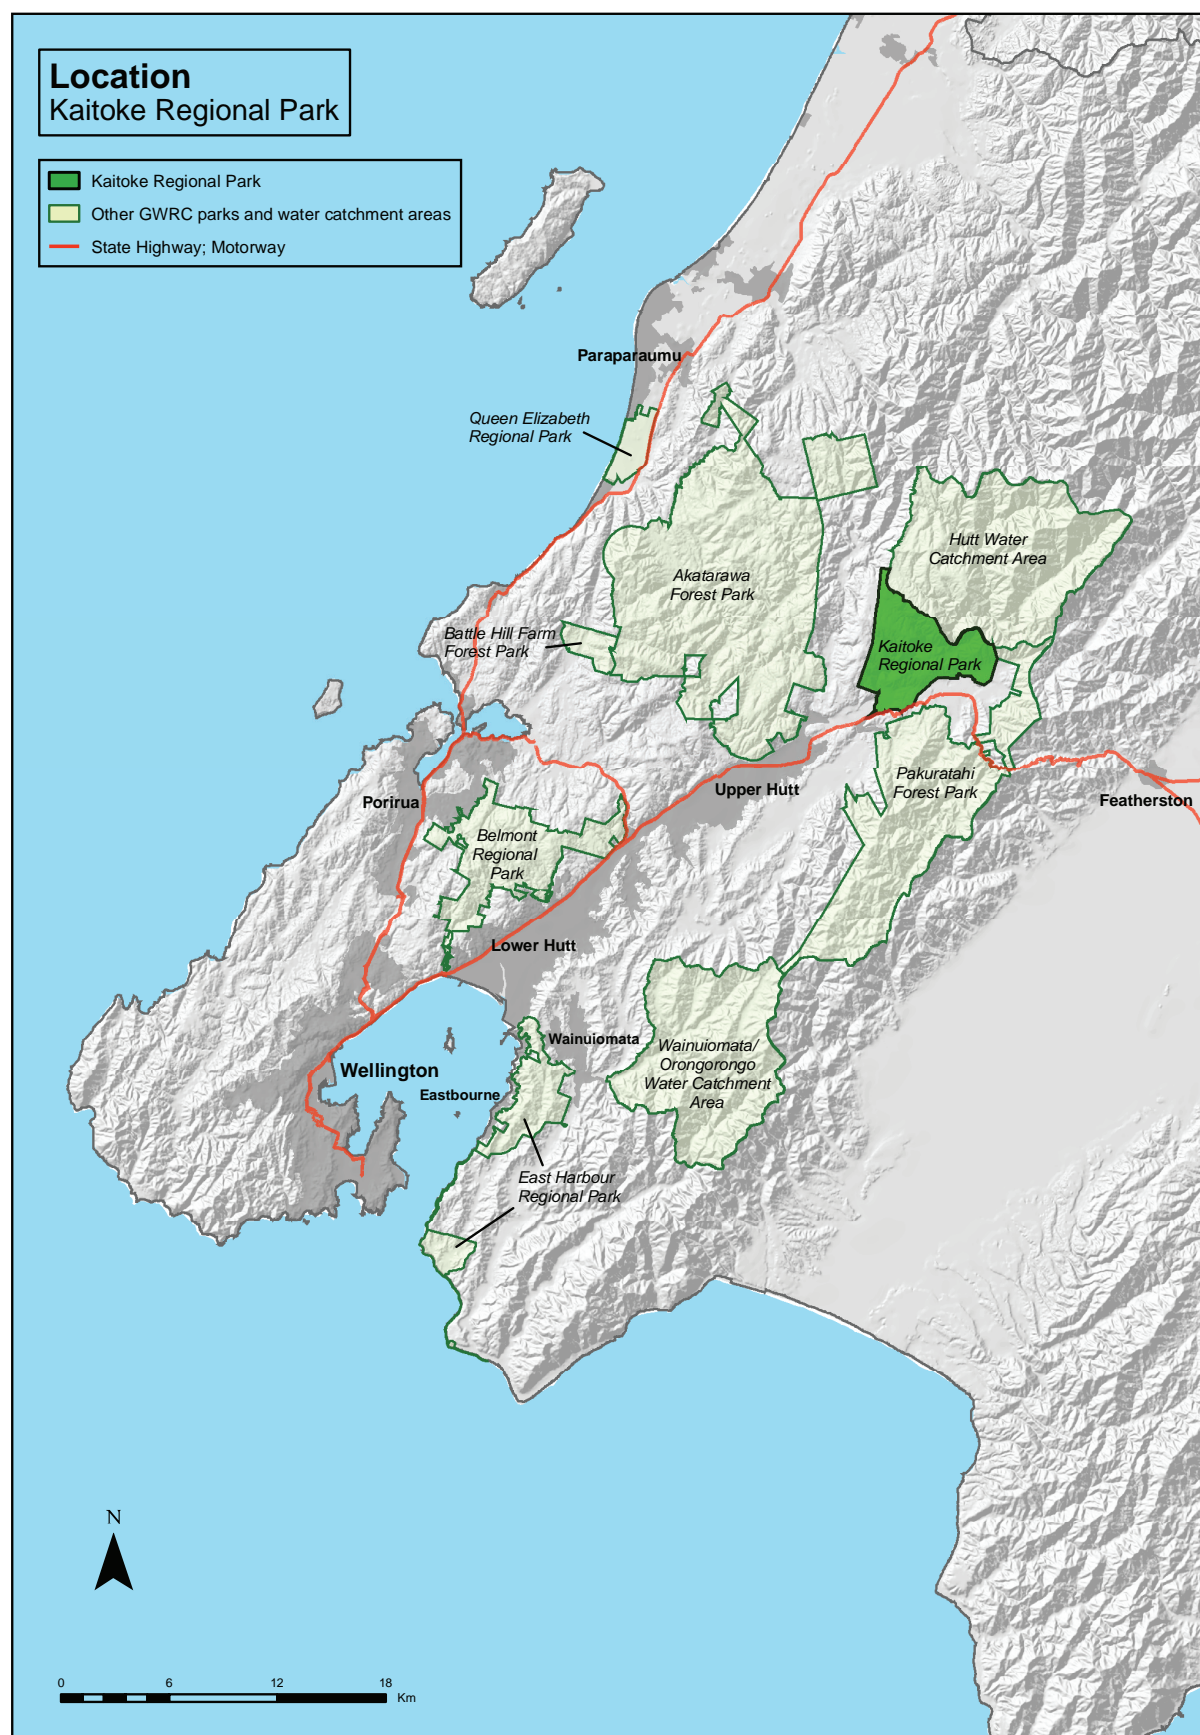 Location
Kaitoke Regional Park
Kaitoke Regional Park
Other GWRC parks and water catchment areas
State Highway; Motorway
Paraparaumu
Queen Elizabeth
Regional Park
Hutt Water
Catchment Area
Akatarawa
Forest Park
Battle Hill Farm
Forest Park
Kaitoke
Regional Park
Pakuratahi
Forest Park
Upper Hutt
Featherston
Porirua
Belmont
Regional
Park
Lower Hutt
Wainuiomata
Wainuiomata/
Orongorongo
Water Catchment
Area
Wellington
Eastbourne
East Harbour
Regional Park
N
0 6 12 18
Km